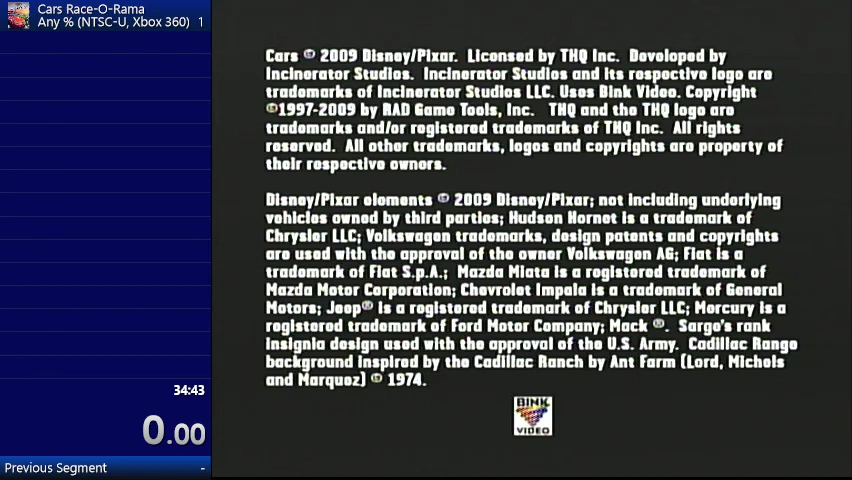 Cars Race-O-Rama
Any % (NTSC-U, Xbox 360) 1
34:43
0.00
Previous Segment -
Cars © 2009 Disney/Pixar. Licensed by THQ Inc. Developed by
Incinerator Studios. Incinerator Studios and its respective logo are
trademarks of Incinerator Studios LLC. Uses Bink Video. Copyright
©1997-2009 by RAD Game Tools, Inc. THQ and the THQ logo are
trademarks and/or registered trademarks of THQ Inc. All rights
reserved. All other trademarks, logos and copyrights are property of
their respective owners.
Disney/Pixar elements © 2009 Disney/Pixar; not including underlying
vehicles owned by third parties; Hudson Hornet is a trademark of
Chrysler LLC; Volkswagen trademarks, design patents and copyrights
are used with the approval of the owner Volkswagen AG; Fiat is a
trademark of Fiat S.p.A.; Mazda Miata is a registered trademark of
Mazda Motor Corporation; Chevrolet Impala is a trademark of General
Motors; Jeep® is a registered trademark of Chrysler LLC; Mercury is a
registered trademark of Ford Motor Company; Mack ®. Sarge's rank
insignia design used with the approval of the U.S. Army. Cadillac Range
background inspired by the Cadillac Ranch by Ant Farm (Lord, Michels
and Marquez) © 1974.
BINK
VIDEO